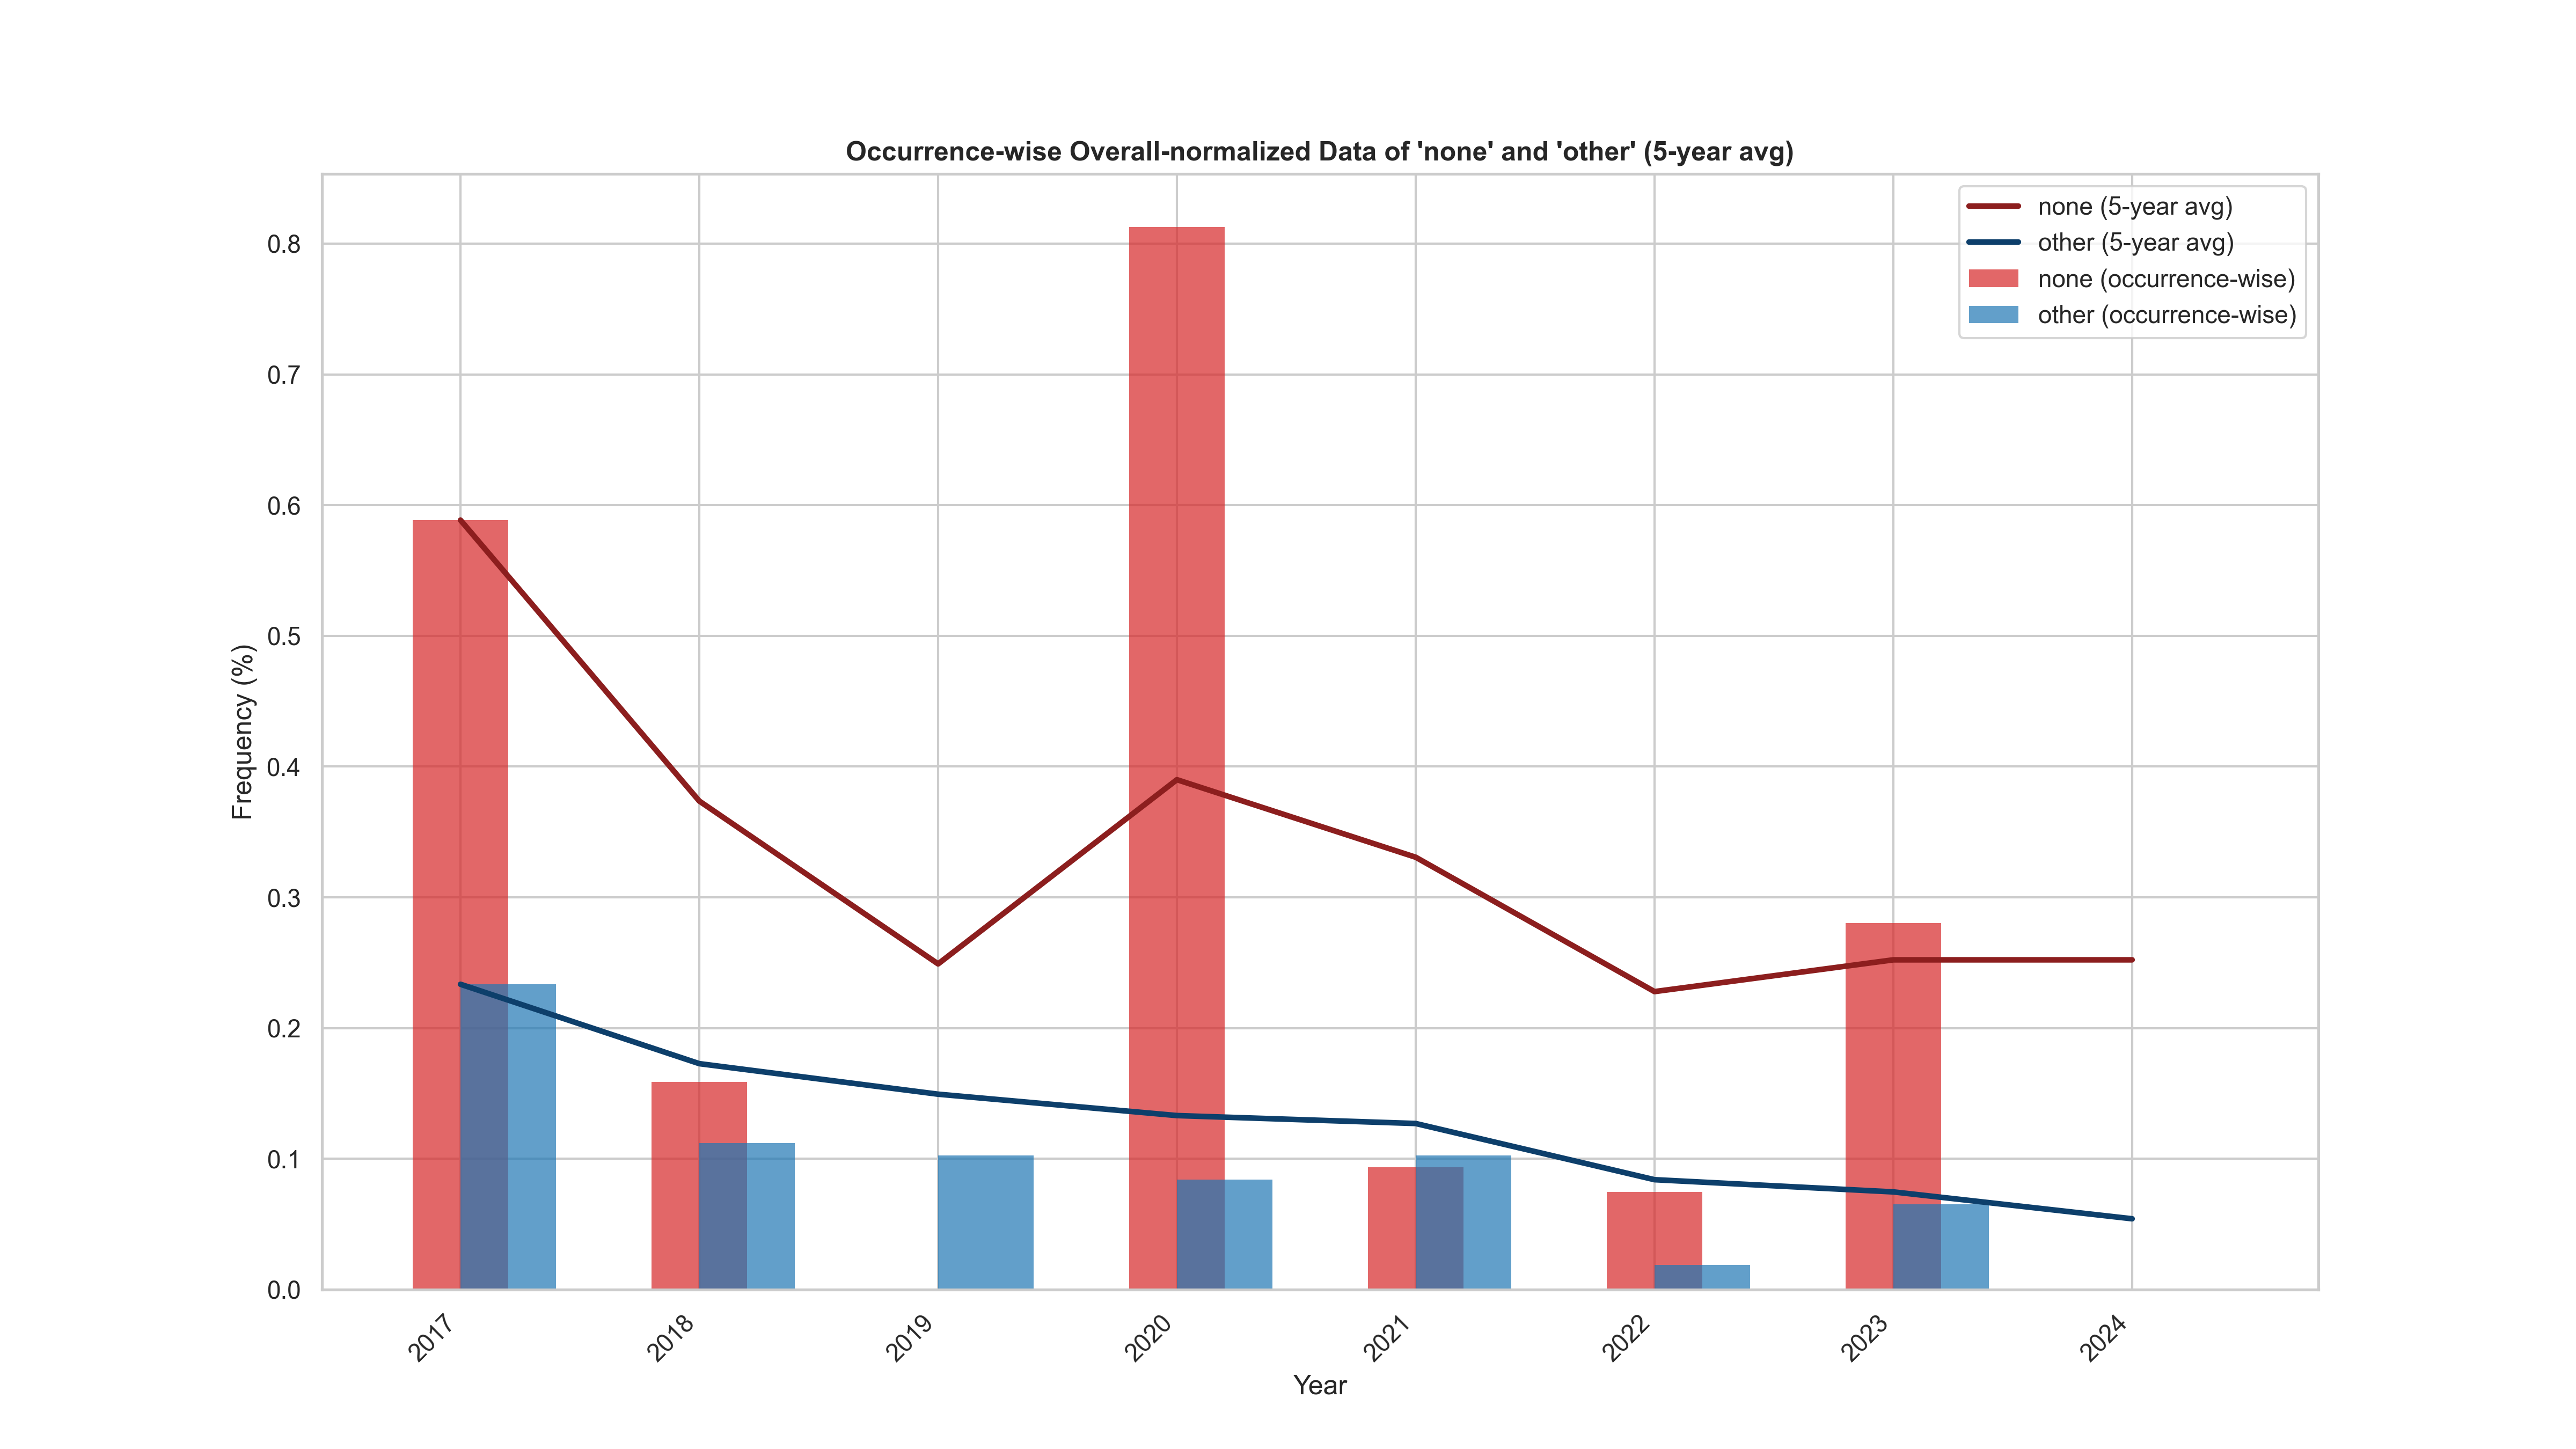 Occurrence-wise Overall-normalized Data of 'none' and 'other' (5-year avg)
none (5-year avg)
other (5-year avg)
none (occurrence-wise)
other (occurrence-wise)
Frequency (%)
0.8
0.7
0.6
0.5
0.4
0.3
0.2
0.1
0.0
2017
2018
2019
2020
2021
2022
2023
2024
Year